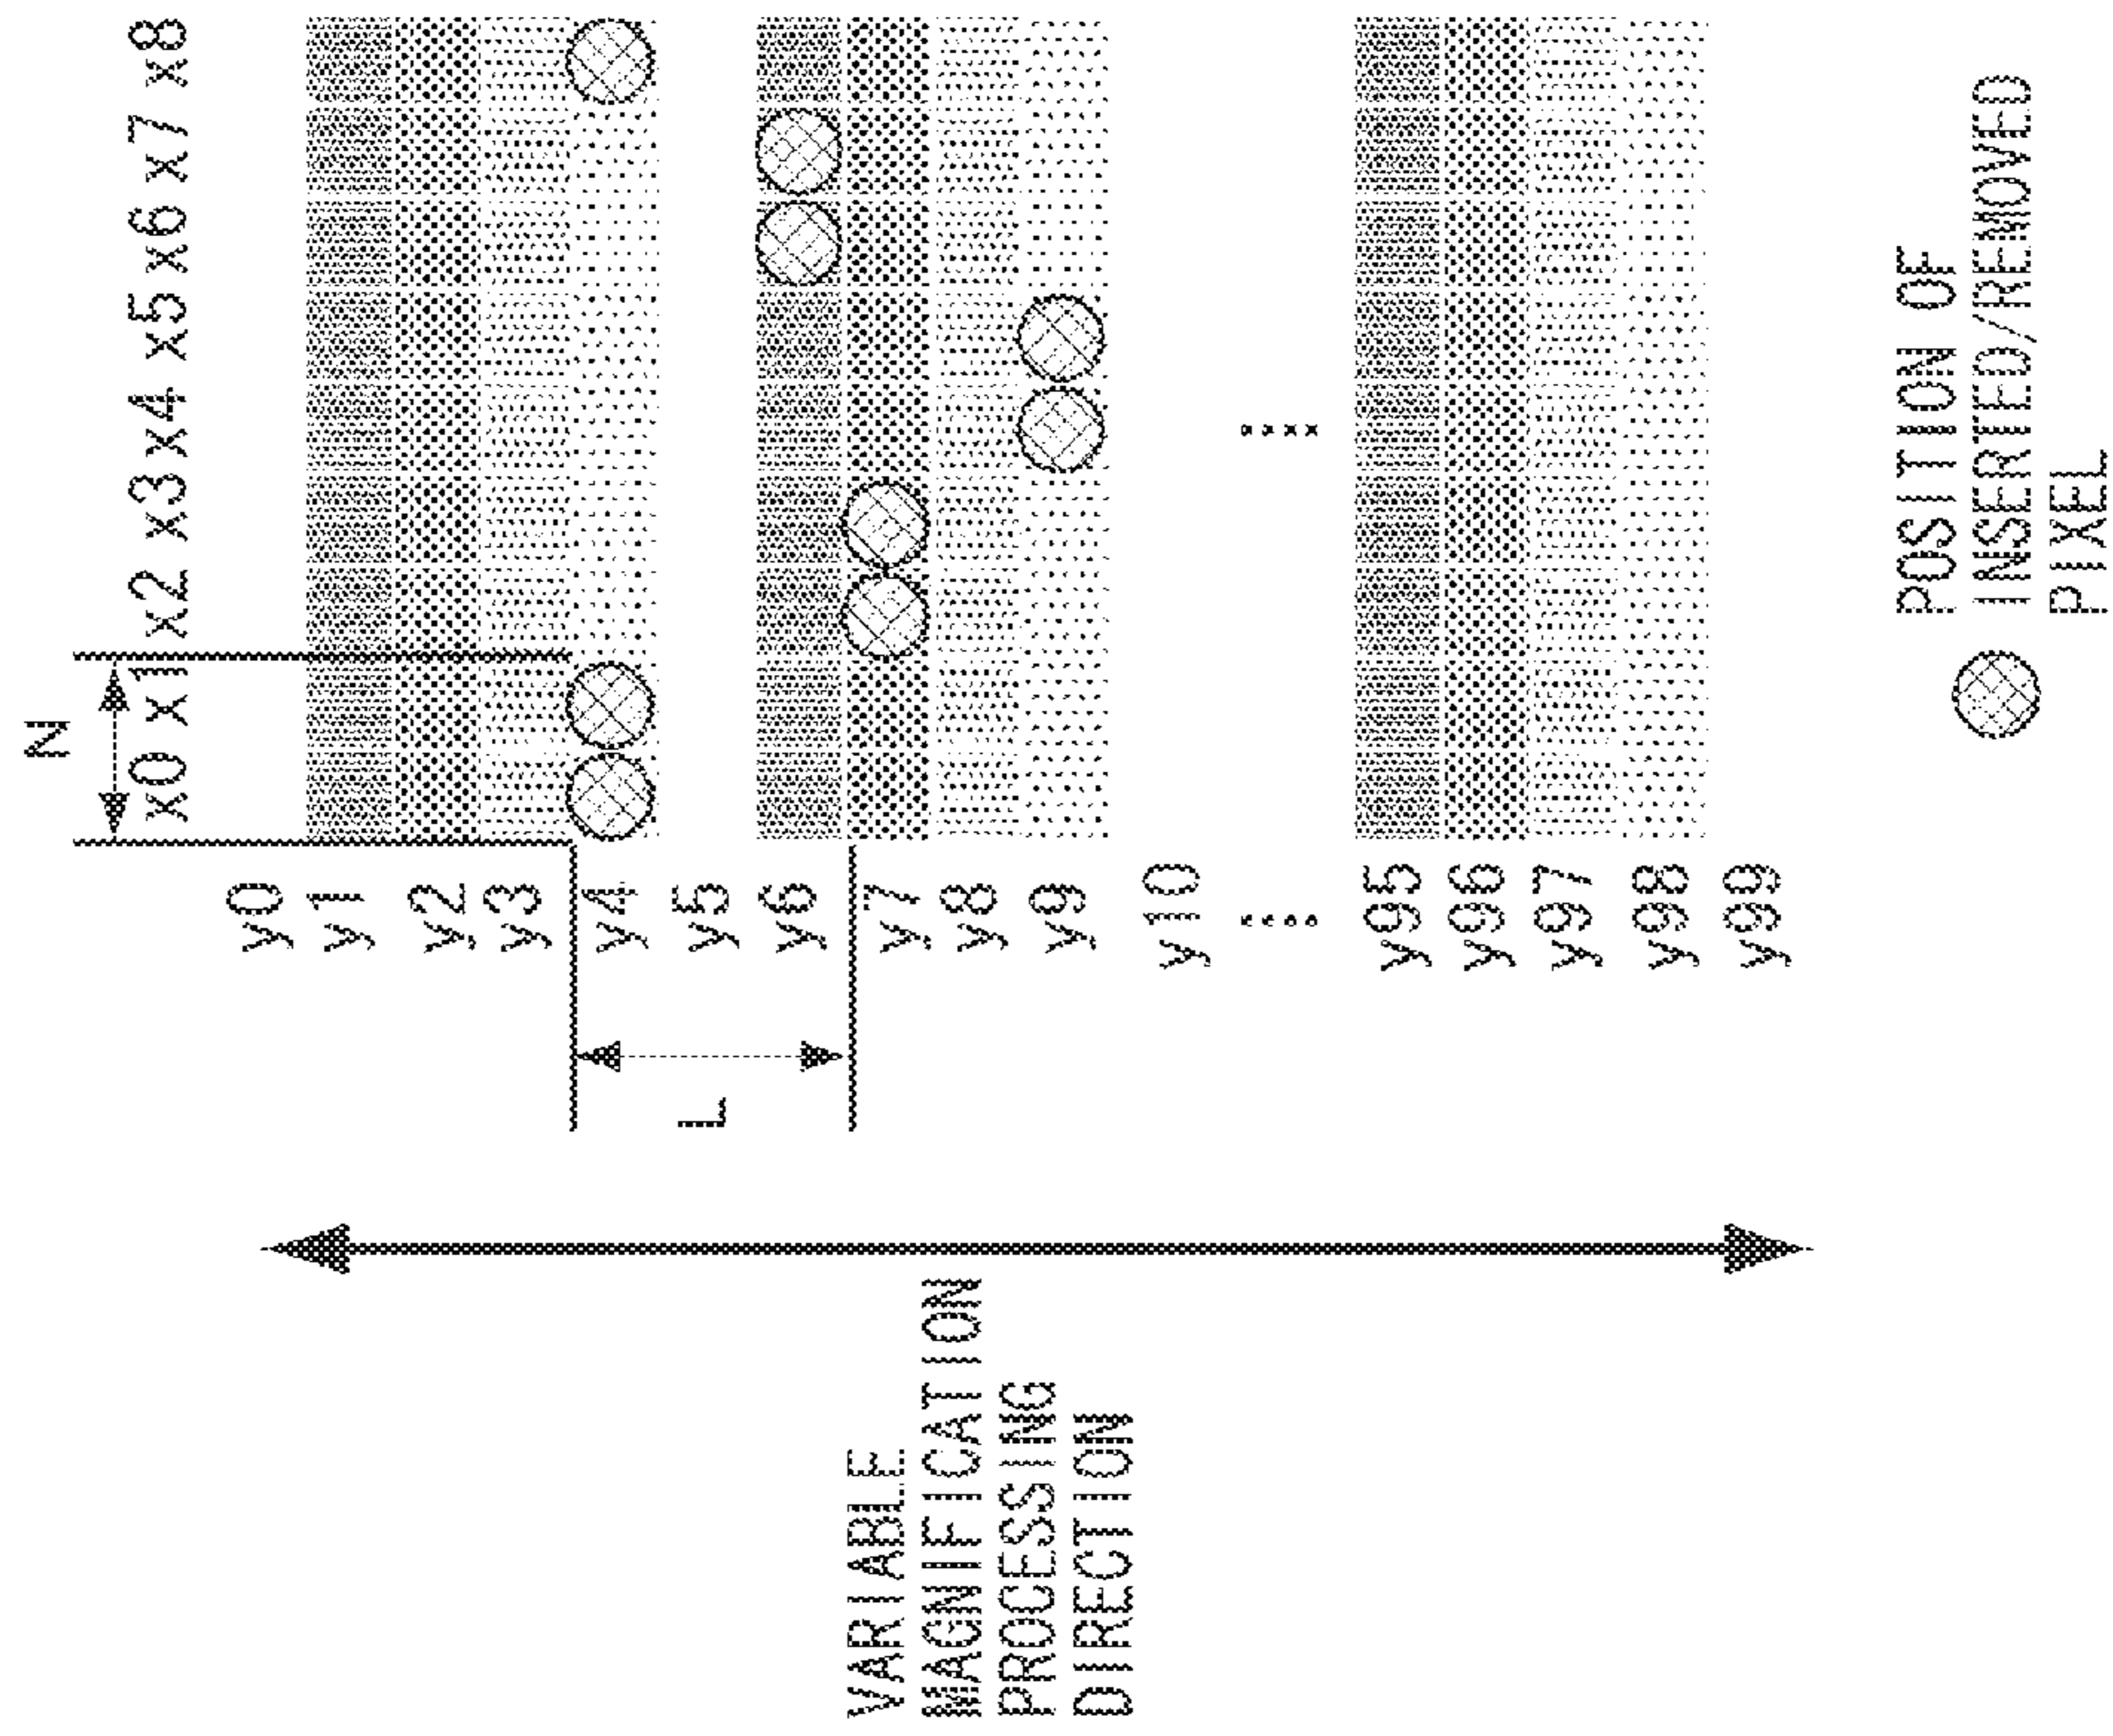 N
x0 x1 x2 x3 x4 x5 x6 x7 x8
y0
y1
y2
y3
y4
y5
y6
y7
y8
y9
y10
y95
y96
y97
y98
y99
L
VARIABLE
MAGNIFICATION
PROCESSING
DIRECTION
POSITION OF
INSERTED/REMOVED
PIXEL